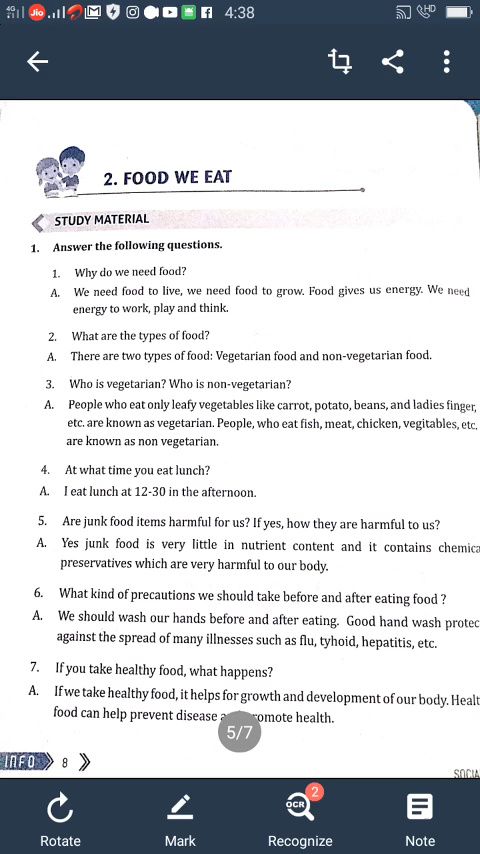 4G
Jio
HD
4:38
2. FOOD WE EAT
STUDY MATERIAL
1. Answer the following questions.
1. Why do we need food?
A. We need food to live, we need food to grow. Food gives us energy. We need
energy to work, play and think.
2. What are the types of food?
A. There are two types of food: Vegetarian food and non-vegetarian food.
3. Who is vegetarian? Who is non-vegetarian?
A. People who eat only leafy vegetables like carrot, potato, beans, and ladies finger,
etc. are known as vegetarian. People, who eat fish, meat, chicken, vegitables, etc.
are known as non vegetarian.
4. At what time you eat lunch?
A. I eat lunch at 12-30 in the afternoon.
5. Are junk food items harmful for us? If yes, how they are harmful to us?
A. Yes junk food is very little in nutrient content and it contains chemica
preservatives which are very harmful to our body.
6. What kind of precautions we should take before and after eating food ?
A. We should wash our hands before and after eating. Good hand wash protec
against the spread of many illnesses such as flu, tyhoid, hepatitis, etc.
7. If you take healthy food, what happens?
A. If we take healthy food, it helps for growth and development of our body. Healt
food can help prevent disease romote health.
5/7
INFO 8
SOCIA
OCR
2
Rotate
Mark
Recognize
Note